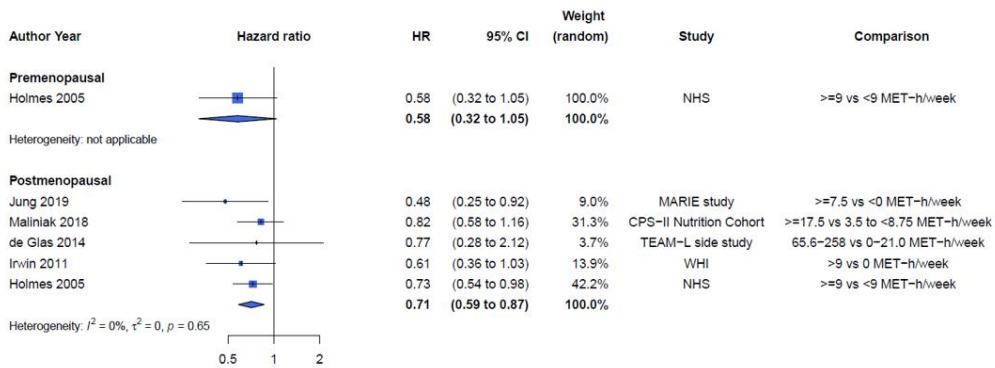 Author Year Hazard ratio HR 95% CI Weight (random) Study Comparison
Premenopausal
Holmes 2005 0.58 (0.32 to 1.05) 100.0% NHS >=9 vs <9 MET−h/week
0.58 (0.32 to 1.05) 100.0%
Heterogeneity: not applicable
Postmenopausal
Jung 2019 0.48 (0.25 to 0.92) 9.0% MARIE study >=7.5 vs <0 MET−h/week
Maliniak 2018 0.82 (0.58 to 1.16) 31.3% CPS−II Nutrition Cohort >=17.5 vs 3.5 to <8.75 MET−h/week
de Glas 2014 0.77 (0.28 to 2.12) 3.7% TEAM−L side study 65.6−258 vs 0−21.0 MET−h/week
Irwin 2011 0.61 (0.36 to 1.03) 13.9% WHI >9 vs 0 MET−h/week
Holmes 2005 0.73 (0.54 to 0.98) 42.2% NHS >=9 vs <9 MET−h/week
0.71 (0.59 to 0.87) 100.0%
Heterogeneity: I² = 0%, τ² = 0, p = 0.65
0.5 1 2